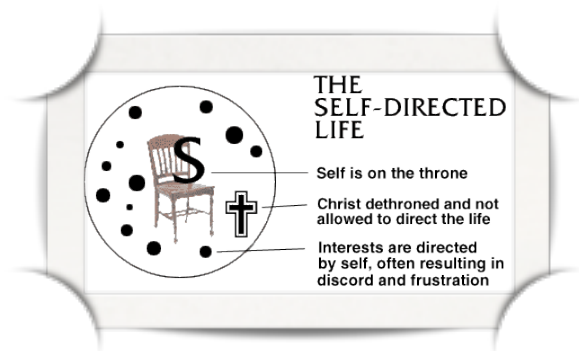 THE
SELF-DIRECTED
LIFE
S
Self is on the throne
Christ dethroned and not
allowed to direct the life
Interests are directed
by self, often resulting in
discord and frustration